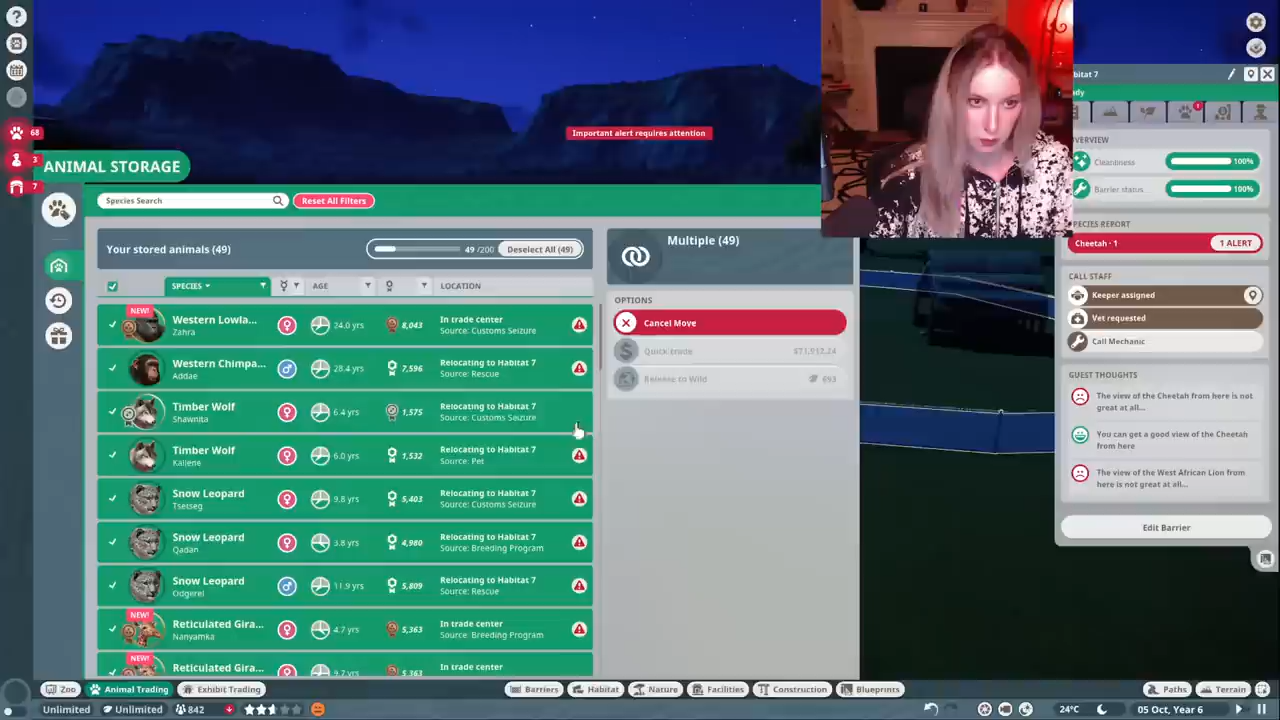 68
Important alert requires attention
3
ANIMAL STORAGE
7
Species Search
Reset All Filters
Your stored animals (49)
49 /200
Deselect All (49)
SPECIES
AGE
LOCATION
NEW!
Western Lowla...
Zahra
24.0 yrs
8,043
In trade center
Source: Customs Seizure
Western Chimpa...
Addae
28.4 yrs
7,596
Relocating to Habitat 7
Source: Rescue
Timber Wolf
Shawnita
6.4 yrs
1,575
Relocating to Habitat 7
Source: Customs Seizure
Timber Wolf
Kaliene
6.0 yrs
1,532
Relocating to Habitat 7
Source: Pet
Snow Leopard
Tsetseg
9.8 yrs
5,403
Relocating to Habitat 7
Source: Customs Seizure
Snow Leopard
Qadan
3.8 yrs
4,980
Relocating to Habitat 7
Source: Breeding Program
Snow Leopard
Odgerel
11.9 yrs
5,809
Relocating to Habitat 7
Source: Rescue
NEW!
Reticulated Gira...
Nanyamka
4.7 yrs
5,363
In trade center
Source: Breeding Program
NEW!
Reticulated Gira...
9.2 yrs
5,363
In trade center
Multiple (49)
OPTIONS
Cancel Move
Quick trade
Release to Wild
693
bitat 7
dy
1
OVERVIEW
Cleanliness
100%
Barrier status...
100%
SPECIES REPORT
Cheetah · 1
1 ALERT
CALL STAFF
Keeper assigned
Vet requested
Call Mechanic
GUEST THOUGHTS
The view of the Cheetah from here is not
great at all...
You can get a good view of the Cheetah
from here
The view of the West African Lion from
here is not great at all...
Edit Barrier
Zoo
Animal Trading
Exhibit Trading
Barriers
Habitat
Nature
Facilities
Construction
Blueprints
Paths
Terrain
Unlimited
Unlimited
842
24°C
05 Oct, Year 6